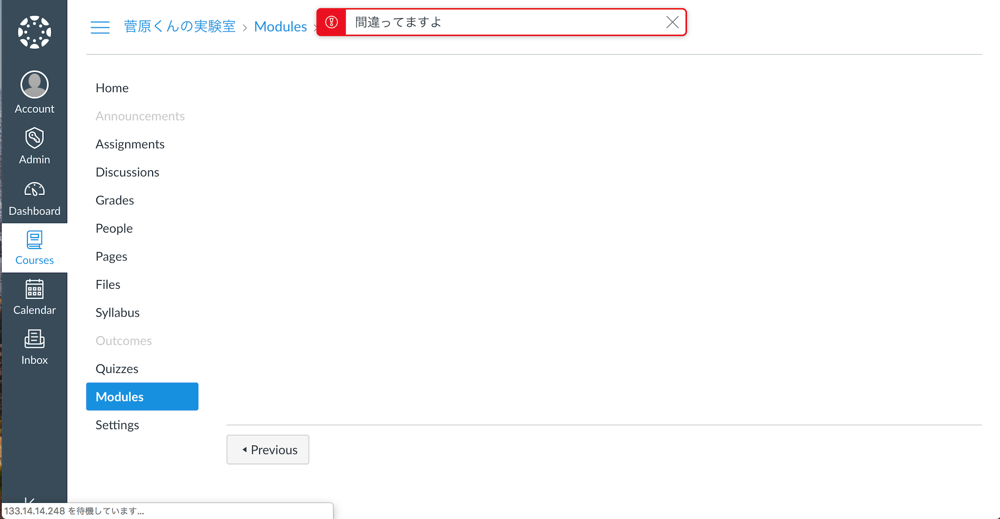 菅原くんの実験室 › Modules ›
間違ってますよ
Account
Admin
Dashboard
Courses
Calendar
Inbox
Home
Announcements
Assignments
Discussions
Grades
People
Pages
Files
Syllabus
Outcomes
Quizzes
Modules
Settings
Previous
133.14.14.248 を待機しています...